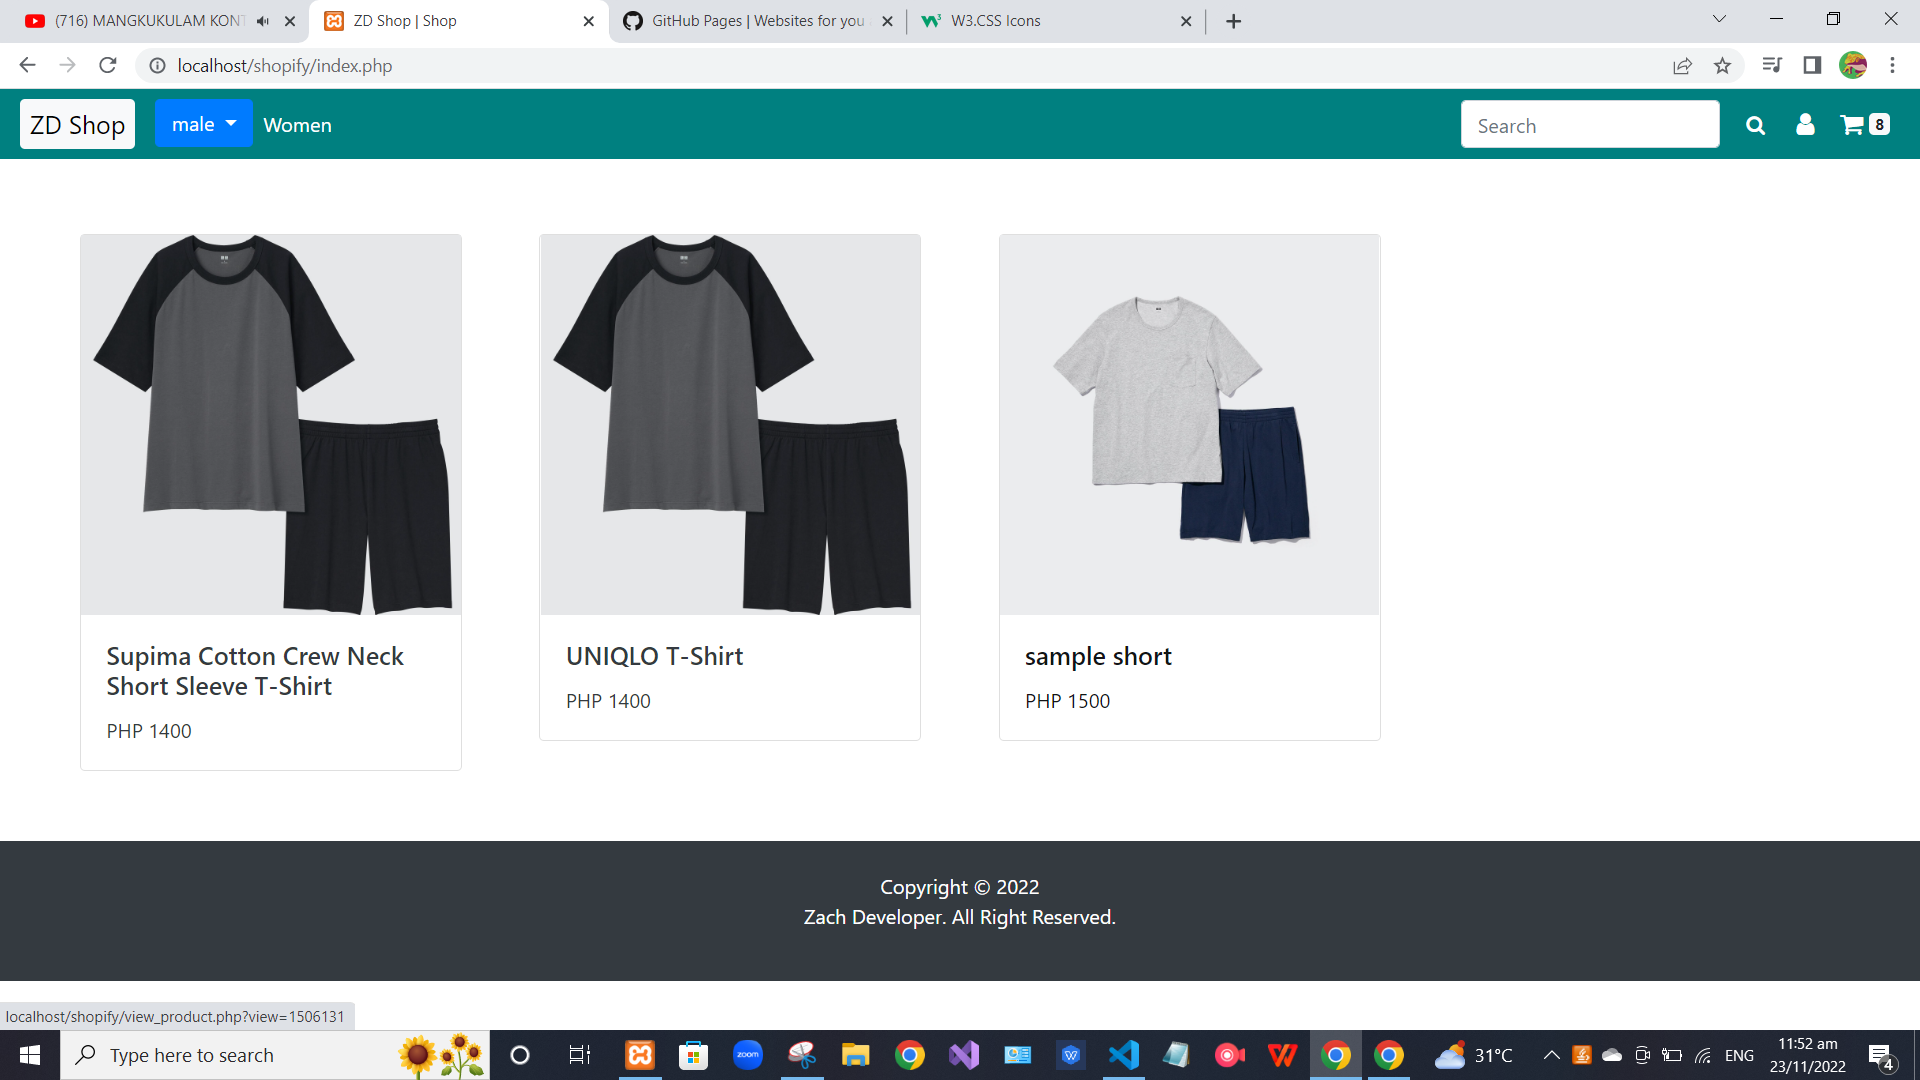 (716) MANGKUKULAM KONT
ZD Shop | Shop
GitHub Pages | Websites for you
W3.CSS Icons
localhost/shopify/index.php
ZD Shop
male
Women
Search
8
Supima Cotton Crew Neck
Short Sleeve T-Shirt
PHP 1400
UNIQLO T-Shirt
PHP 1400
sample short
PHP 1500
Copyright © 2022
Zach Developer. All Right Reserved.
localhost/shopify/view_product.php?view=1506131
Type here to search
zoom
31°C
ENG
11:52 am
23/11/2022
4